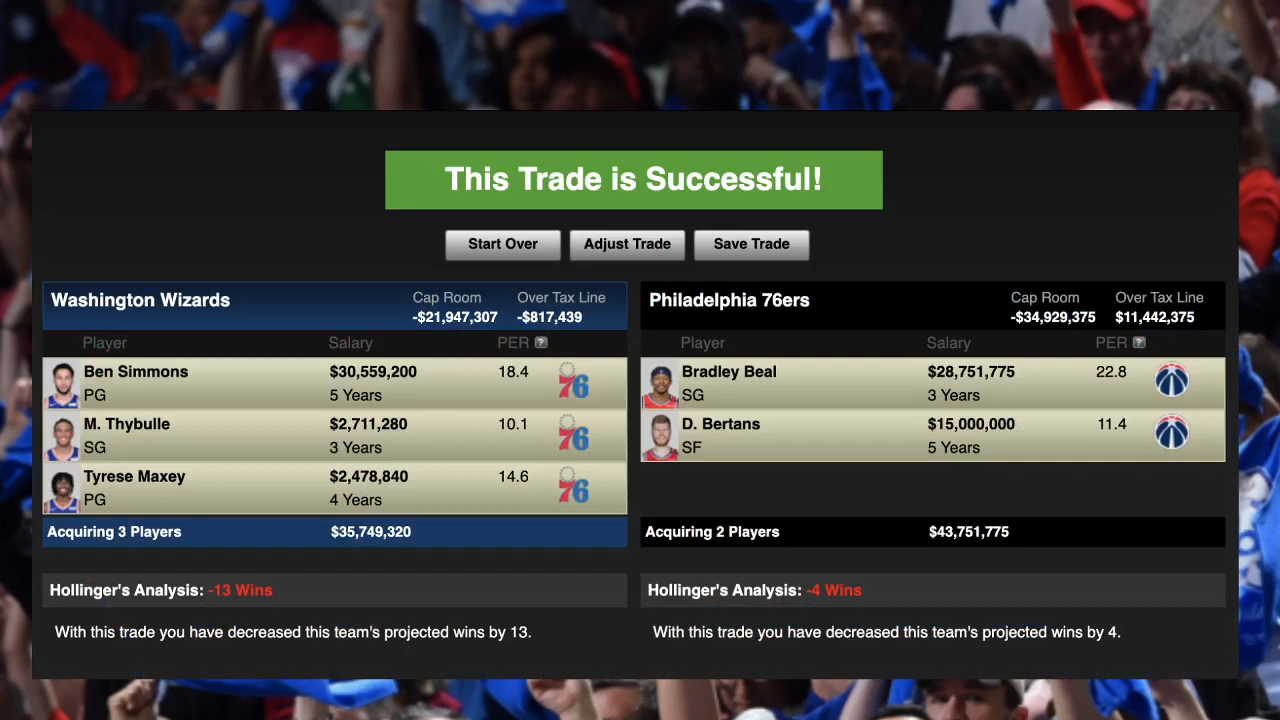 This Trade is Successful!
Start Over
Adjust Trade
Save Trade
Washington Wizards
Cap Room
Over Tax Line
-$21,947,307
-$817,439
Player
Salary
PER ?
Ben Simmons
$30,559,200
18.4
76
PG
5 Years
M. Thybulle
$2,711,280
10.1
76
SG
3 Years
Tyrese Maxey
$2,478,840
14.6
76
PG
4 Years
Acquiring 3 Players
$35,749,320
Hollinger's Analysis: -13 Wins
With this trade you have decreased this team's projected wins by 13.
Philadelphia 76ers
Cap Room
Over Tax Line
-$34,929,375
$11,442,375
Player
Salary
PER ?
Bradley Beal
$28,751,775
22.8
SG
3 Years
D. Bertans
$15,000,000
11.4
SF
5 Years
Acquiring 2 Players
$43,751,775
Hollinger's Analysis: -4 Wins
With this trade you have decreased this team's projected wins by 4.